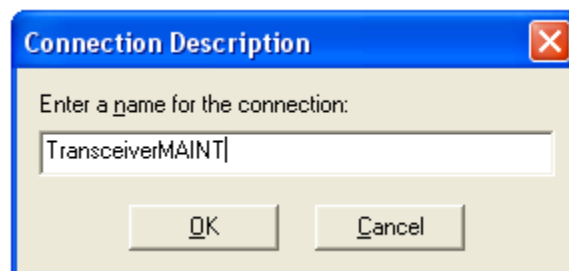 Connection Description
Enter a name for the connection:
TransceiverMAINT
OK Cancel